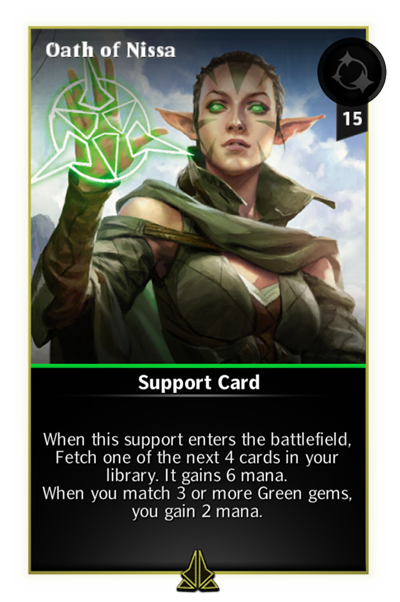 Oath of Nissa
15
Support Card
When this support enters the battlefield,
Fetch one of the next 4 cards in your
library. It gains 6 mana.
When you match 3 or more Green gems,
you gain 2 mana.